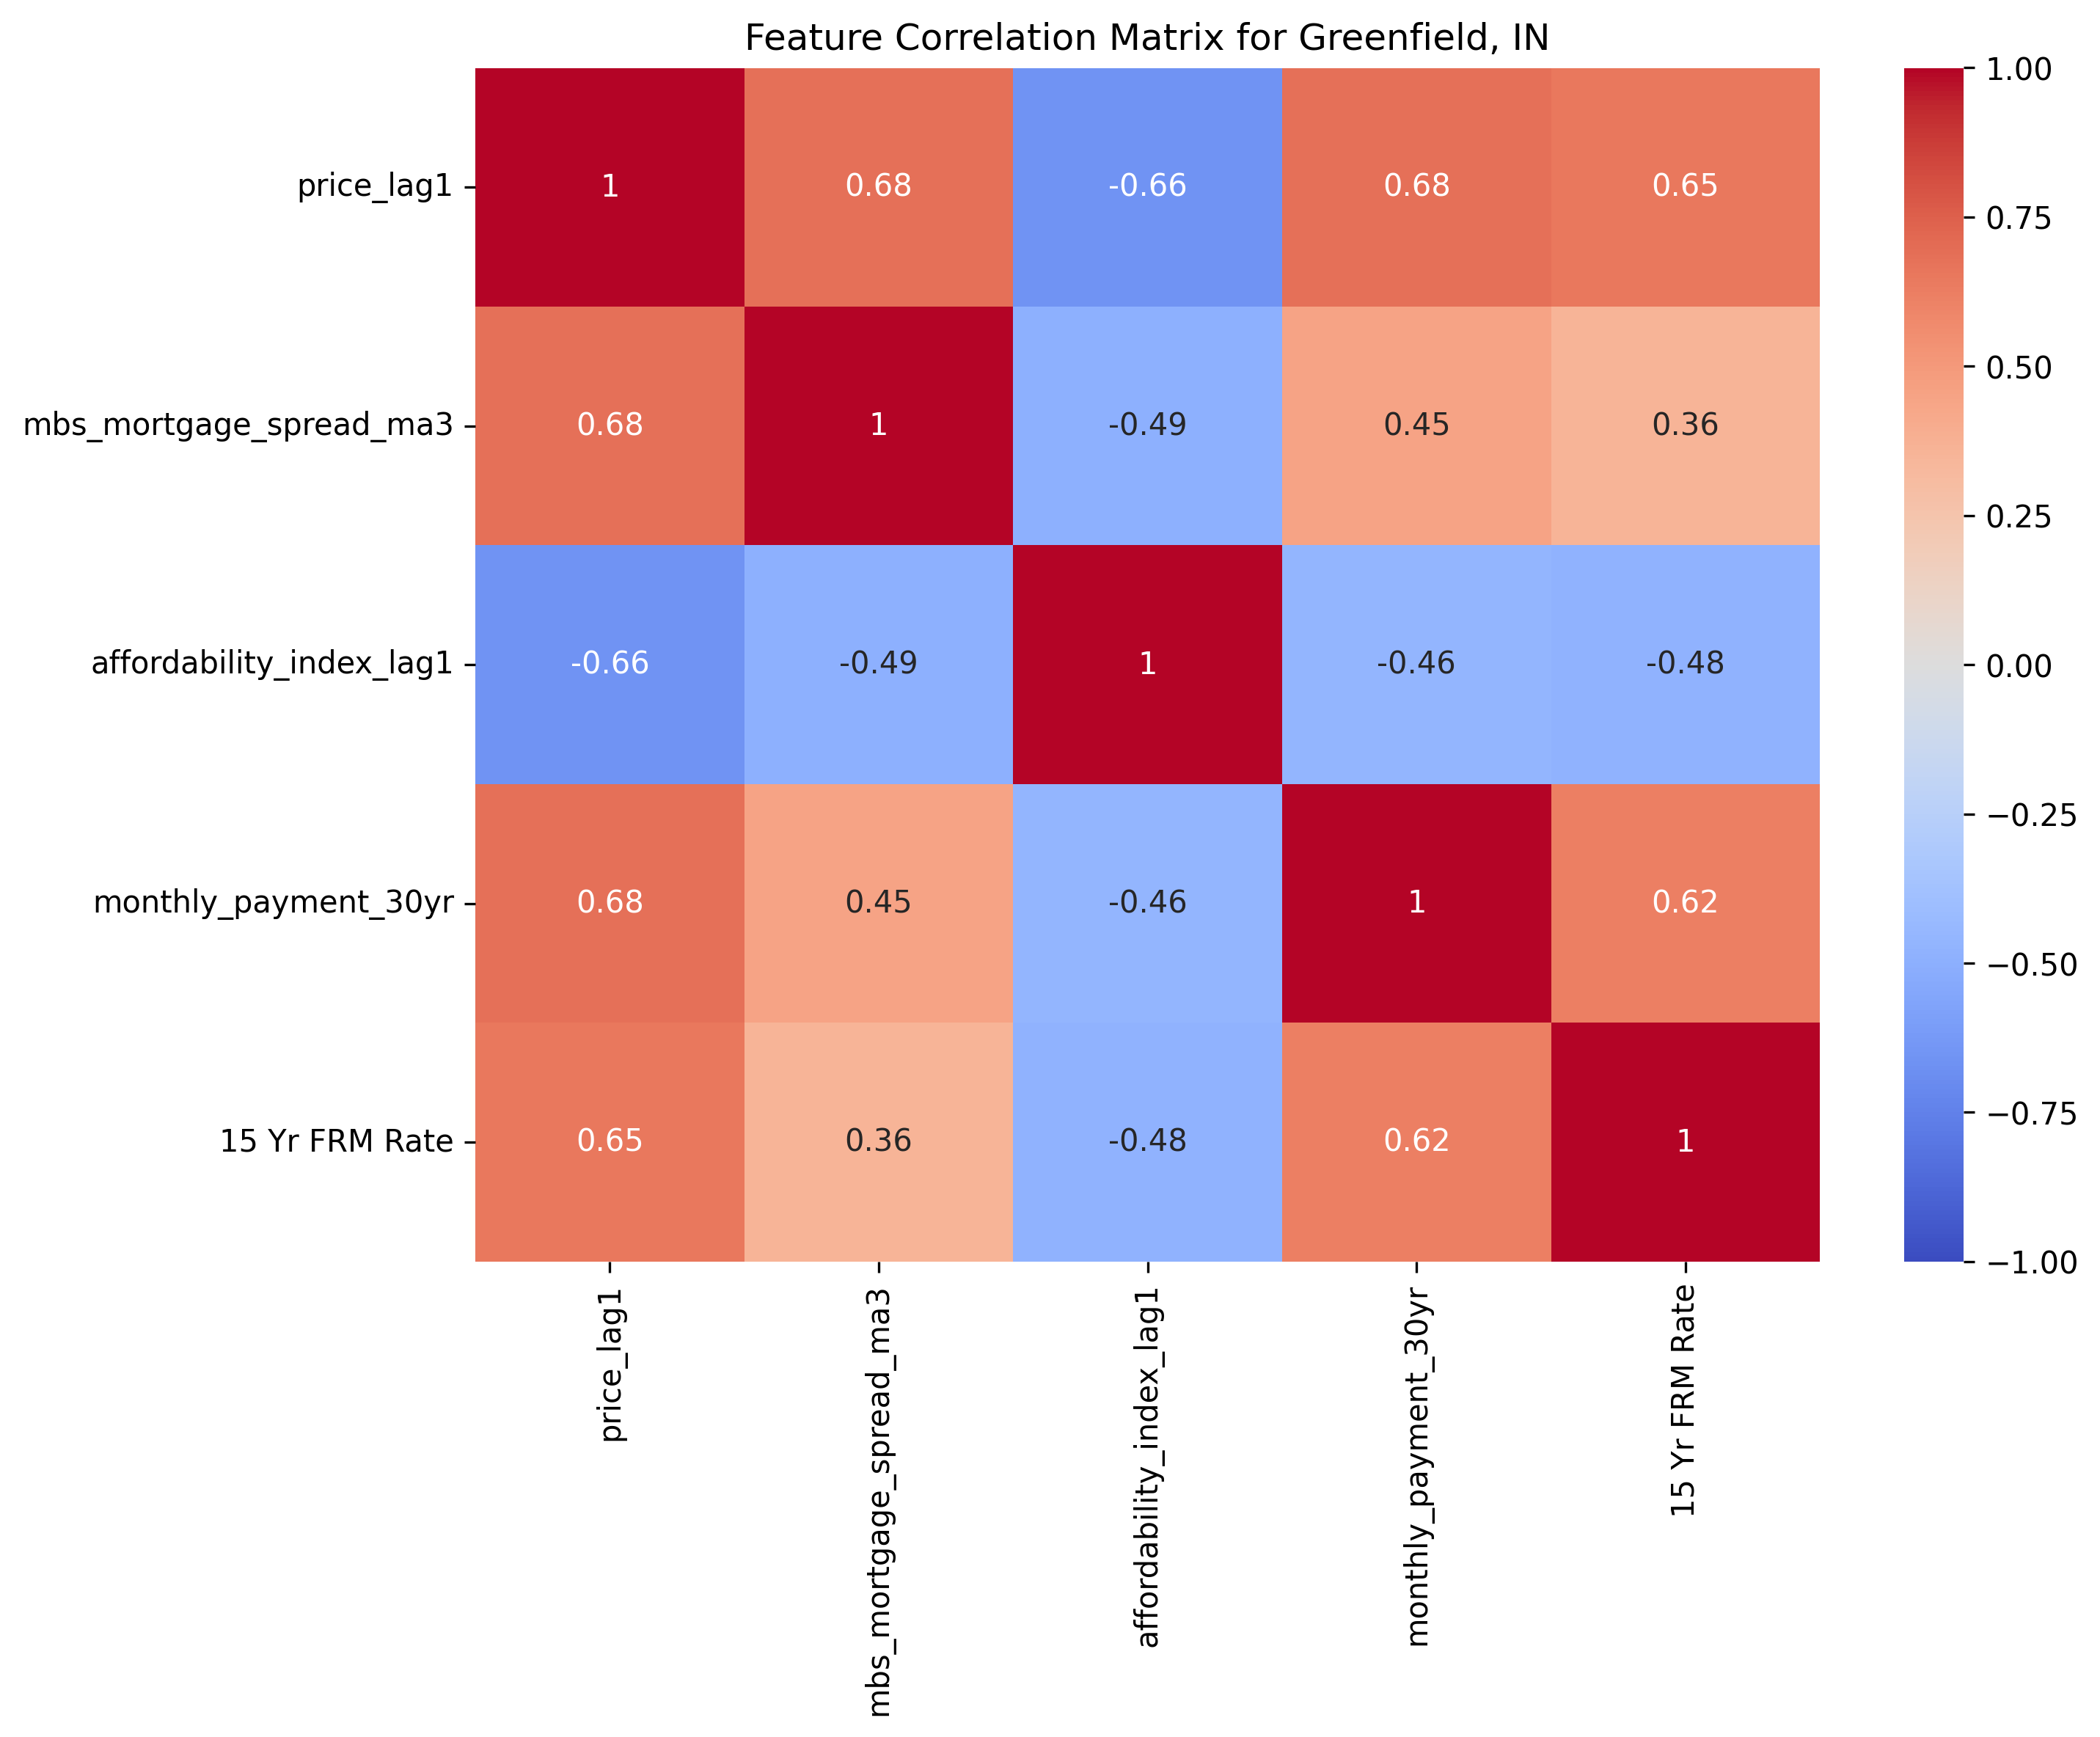 Feature Correlation Matrix for Greenfield, IN
price_lag1 1 0.68 -0.66 0.68 0.65
mbs_mortgage_spread_ma3 0.68 1 -0.49 0.45 0.36
affordability_index_lag1 -0.66 -0.49 1 -0.46 -0.48
monthly_payment_30yr 0.68 0.45 -0.46 1 0.62
15 Yr FRM Rate 0.65 0.36 -0.48 0.62 1
price_lag1
mbs_mortgage_spread_ma3
affordability_index_lag1
monthly_payment_30yr
15 Yr FRM Rate
1.00
0.75
0.50
0.25
0.00
−0.25
−0.50
−0.75
−1.00